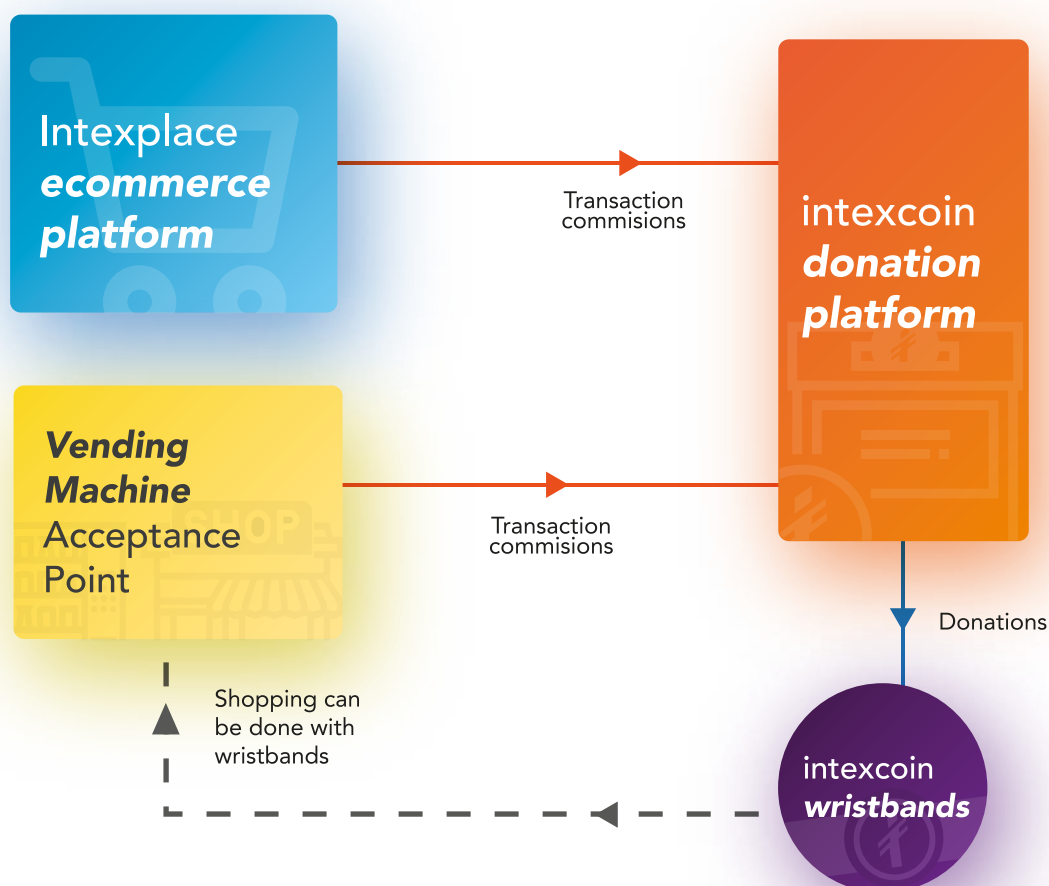 Intexplace
ecommerce
platform
Transaction
commisions
intexcoin
donation
platform
Vending
Machine
Acceptance
Point
SHOP
Transaction
commisions
Donations
Shopping can
be done with
wristbands
intexcoin
wristbands